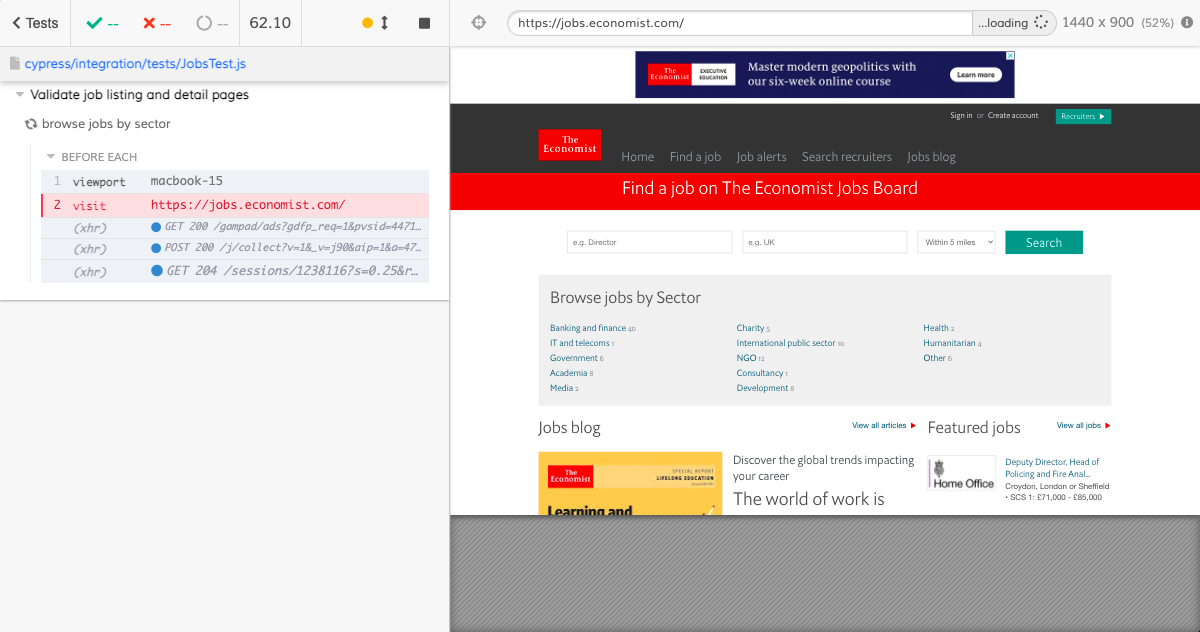 Tests
--
--
--
62.10
https://jobs.economist.com/
...loading
1440 x 900 (52%)
cypress/integration/tests/JobsTest.js
Validate job listing and detail pages
browse jobs by sector
BEFORE EACH
1 viewport macbook-15
2 visit https://jobs.economist.com/
(xhr) GET 200 /gampad/ads?gdfp_req=1&pvsid=4471...
(xhr) POST 200 /j/collect?v=1&_v=j90&aip=1&a=47...
(xhr) GET 204 /sessions/1238116?s=0.25&r...
The Economist
EXECUTIVE EDUCATION
Master modern geopolitics with
our six-week online course
Learn more
Sign in or Create account
Recruiters
The
Economist
Home Find a job Job alerts Search recruiters Jobs blog
Find a job on The Economist Jobs Board
e.g. Director
e.g. UK
Within 5 miles
Search
Browse jobs by Sector
Banking and finance 40
IT and telecoms 1
Government 6
Academia 8
Media 2
Charity 5
International public sector 10
NGO 12
Consultancy 1
Development 8
Health 2
Humanitarian 4
Other 6
Jobs blog
View all articles
The
Economist
SPECIAL REPORT
LIFELONG EDUCATION
Learning and
Discover the global trends impacting
your career
The world of work is
Featured jobs
View all jobs
Home Office
Deputy Director, Head of
Policing and Fire Anal...
Croydon, London or Sheffield
• SCS 1: £71,000 - £85,000